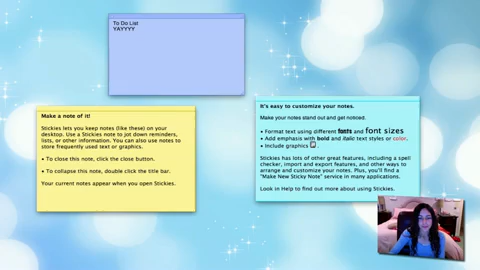 To Do List
YAYYYY
Make a note of it!
Stickies lets you keep notes (like these) on your
desktop. Use a Stickies note to jot down reminders,
lists, or other information. You can also use notes to
store frequently used text or graphics.
• To close this note, click the close button.
• To collapse this note, double click the title bar.
Your current notes appear when you open Stickies.
It's easy to customize your notes.
Make your notes stand out and get noticed.
• Format text using different fonts and font sizes
• Add emphasis with bold and italic text styles or color.
• Include graphics
Stickies has lots of other great features, including a spell
checker, import and export features, and other ways to
arrange and customize your notes. Plus, you'll find a
"Make New Sticky Note" service in many applications.
Look in Help to find out more about using Stickies.